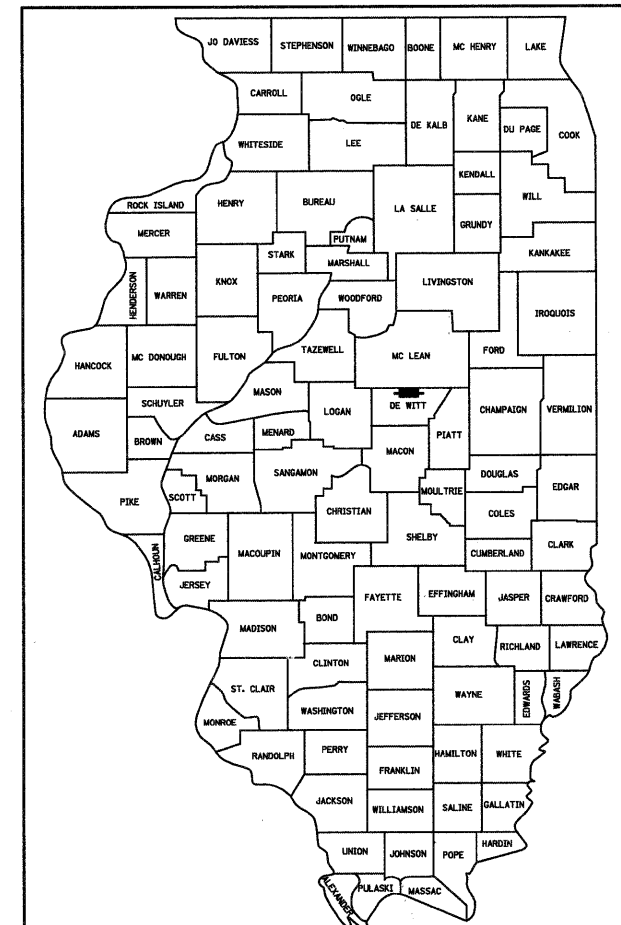 JO DAVIESS STEPHENSON WINNEBAGO BOONE MC HENRY LAKE
CARROLL OGLE DE KALB KANE DU PAGE COOK
WHITESIDE LEE
KENDALL WILL
ROCK ISLAND HENRY BUREAU LA SALLE GRUNDY
MERCER PUTNAM KANKAKEE
STARK MARSHALL
HENDERSON WARREN KNOX PEORIA WOODFORD LIVINGSTON IROQUOIS
HANCOCK MC DONOUGH FULTON TAZEWELL MC LEAN FORD
MASON
SCHUYLER LOGAN DE WITT CHAMPAIGN VERMILION
ADAMS BROWN CASS MENARD MACON PIATT
SANGAMON DOUGLAS
PIKE SCOTT MORGAN CHRISTIAN MOULTRIE COLES EDGAR
CALHOUN GREENE MACOUPIN MONTGOMERY SHELBY CUMBERLAND CLARK
JERSEY
MADISON BOND FAYETTE EFFINGHAM JASPER CRAWFORD
CLINTON MARION CLAY RICHLAND LAWRENCE
ST. CLAIR WAYNE EDWARDS WABASH
MONROE WASHINGTON JEFFERSON
RANDOLPH PERRY HAMILTON WHITE
FRANKLIN
JACKSON WILLIAMSON SALINE GALLATIN
UNION JOHNSON POPE HARDIN
ALEXANDER PULASKI MASSAC